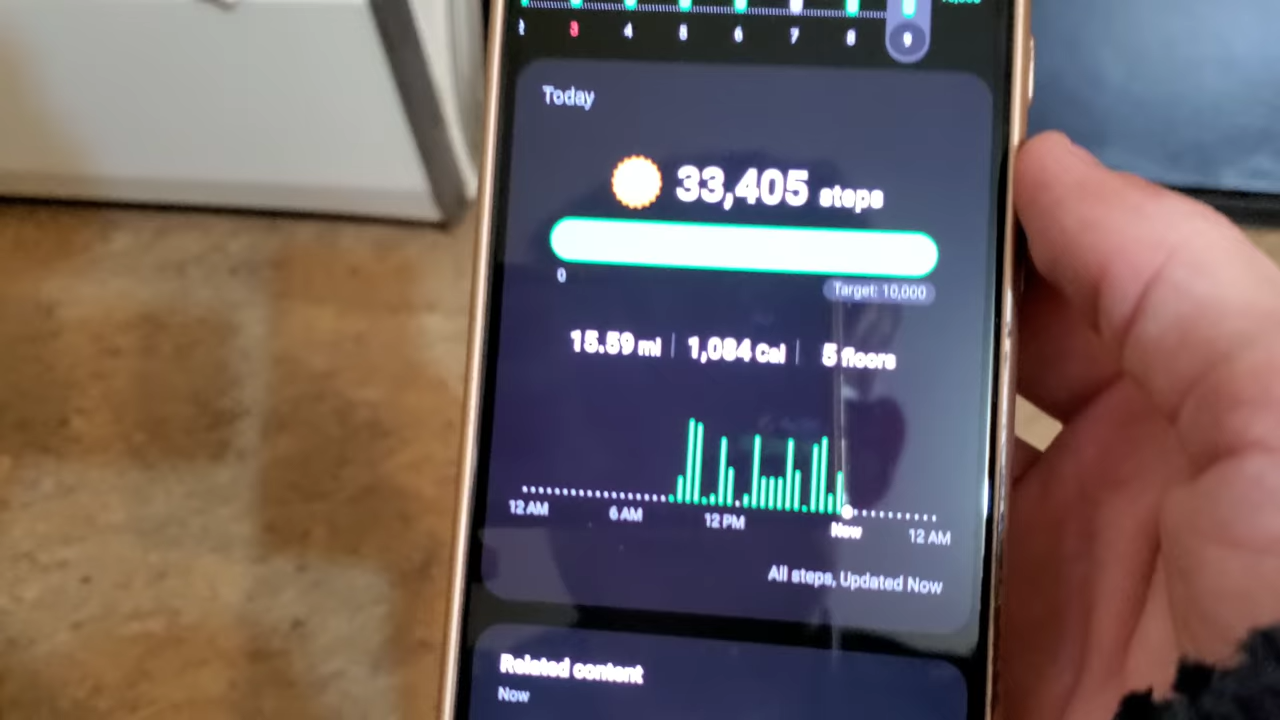 3 4 5 6 7 8 9
Today
33,405 steps
0
Target: 10,000
15.59 mi | 1,084 Cal | 5 floors
12 AM 6 AM 12 PM Now 12 AM
All steps, Updated Now
Related content
Now